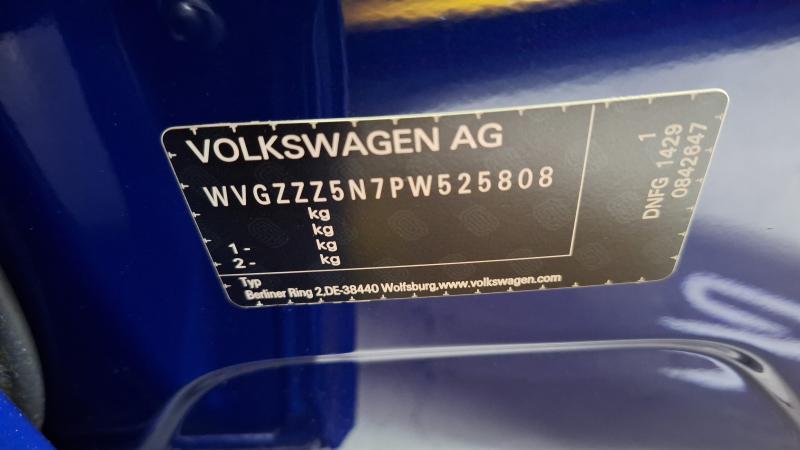 VOLKSWAGEN AG
WVGZZZ5N7PW525808
kg
kg
1 - kg
2 - kg
Typ
Berliner Ring 2,DE-38440 Wolfsburg,www.volkswagen.com
1
DNFG 1429
0842647